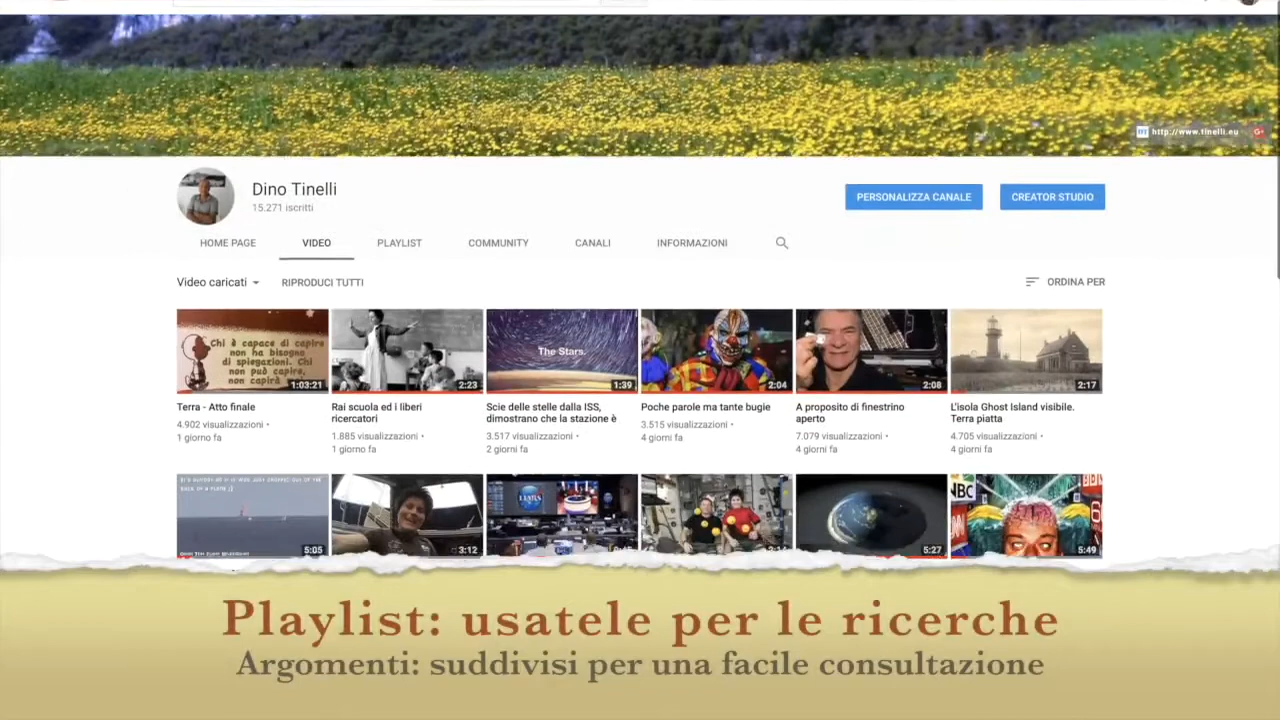 http://www.tinelli.eu
Dino Tinelli
15.271 iscritti
PERSONALIZZA CANALE
CREATOR STUDIO
HOME PAGE
VIDEO
PLAYLIST
COMMUNITY
CANALI
INFORMAZIONI
Video caricati
RIPRODUCI TUTTI
ORDINA PER
Chi è capace di capire
non ha bisogno
di spiegazioni. Chi
non può capire,
non capirà
1:03:21
2:23
The Stars.
1:39
2:04
2:08
2:17
Terra - Atto finale
4.902 visualizzazioni •
1 giorno fa
Rai scuola ed i liberi
ricercatori
1.885 visualizzazioni •
1 giorno fa
Scie delle stelle dalla ISS,
dimostrano che la stazione è
3.517 visualizzazioni •
2 giorni fa
Poche parole ma tante bugie
3.515 visualizzazioni •
4 giorni fa
A proposito di finestrino
aperto
7.079 visualizzazioni •
4 giorni fa
L'isola Ghost Island visibile.
Terra piatta
4.705 visualizzazioni •
4 giorni fa
5:05
3:12
5:27
NBC
CNN
5:49
Playlist: usatele per le ricerche
Argomenti: suddivisi per una facile consultazione